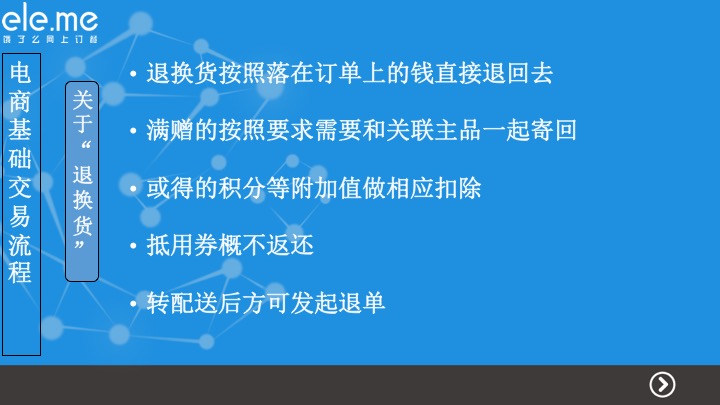 ele.me
饿了么网上订餐
电商基础交易流程
关于“退换货”
• 退换货按照落在订单上的钱直接退回去
• 满赠的按照要求需要和关联主品一起寄回
• 或得的积分等附加值做相应扣除
• 抵用券概不返还
• 转配送后方可发起退单